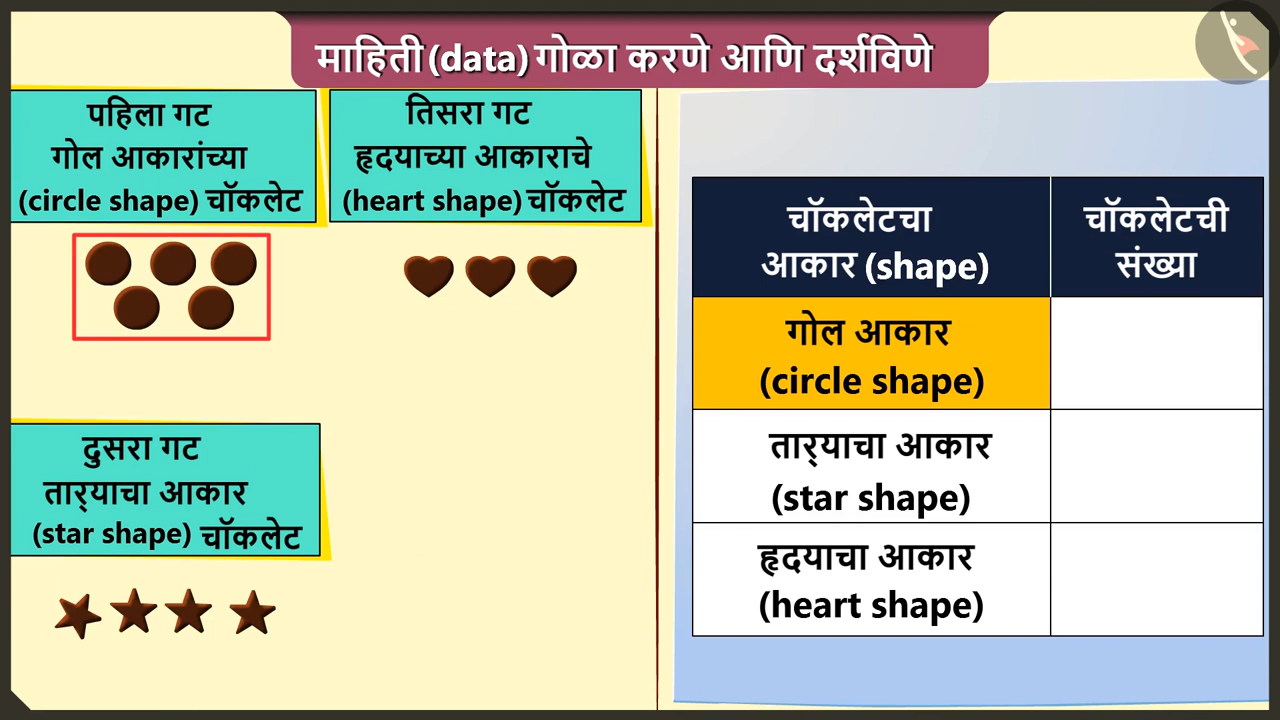 माहिती (data) गोळा करणे आणि दर्शविणे
पहिला गट
गोल आकारांच्या
(circle shape) चॉकलेट
तिसरा गट
हृदयाच्या आकाराचे
(heart shape) चॉकलेट
दुसरा गट
तार्‍याचा आकार
(star shape) चॉकलेट
चॉकलेटचा
आकार (shape)
चॉकलेटची
संख्या
गोल आकार
(circle shape)
तार्‍याचा आकार
(star shape)
हृदयाचा आकार
(heart shape)